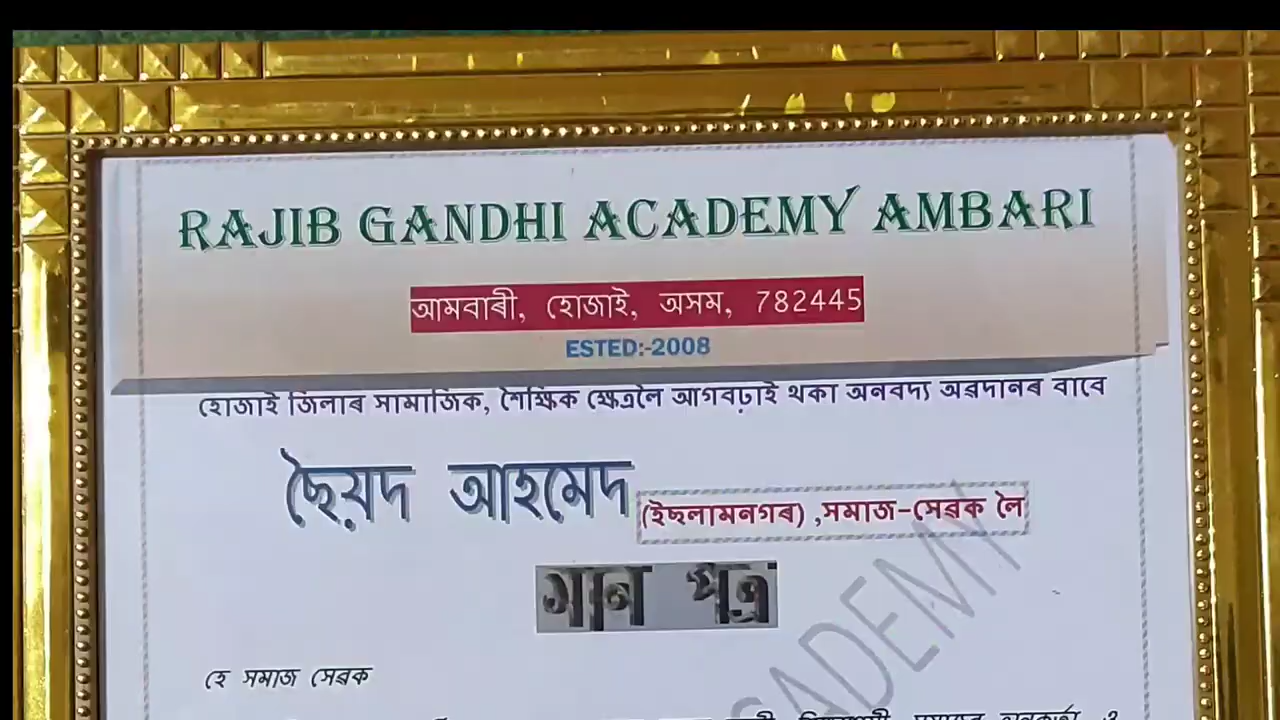 RAJIB GANDHI ACADEMY AMBARI
আমবাৰী, হোজাই, অসম, 782445
ESTED:-2008
হোজাই জিলাৰ সামাজিক, শৈক্ষিক ক্ষেত্ৰলৈ আগবঢ়াই থকা অনবদ্য অৱদানৰ বাবে
ছৈয়দ আহমেদ (ইছলামনগৰ) ,সমাজ-সেৱক লৈ
মান পত্ৰ
হে সমাজ সেৱক